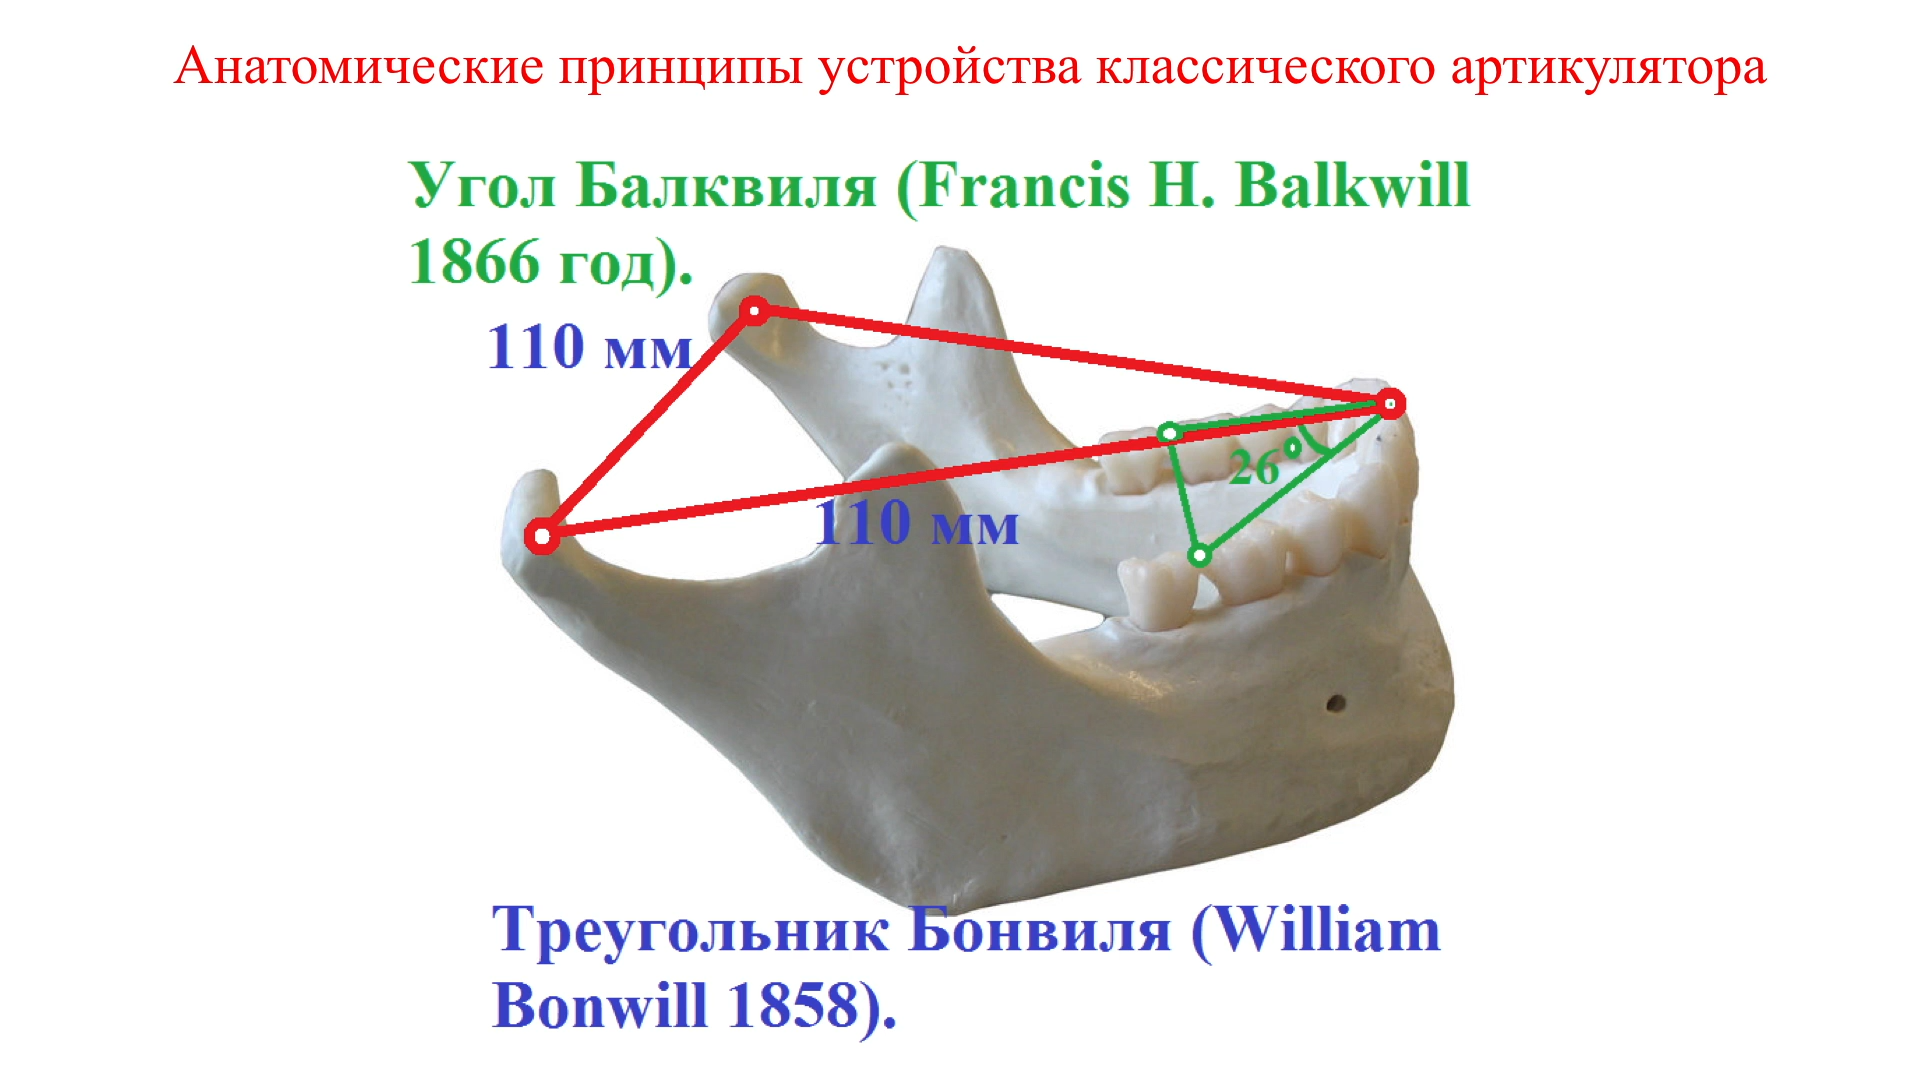 Анатомические принципы устройства классического артикулятора
Угол Балквиля (Francis H. Balkwill
1866 год).
110 мм
26°
110 мм
Треугольник Бонвиля (William
Bonwill 1858).